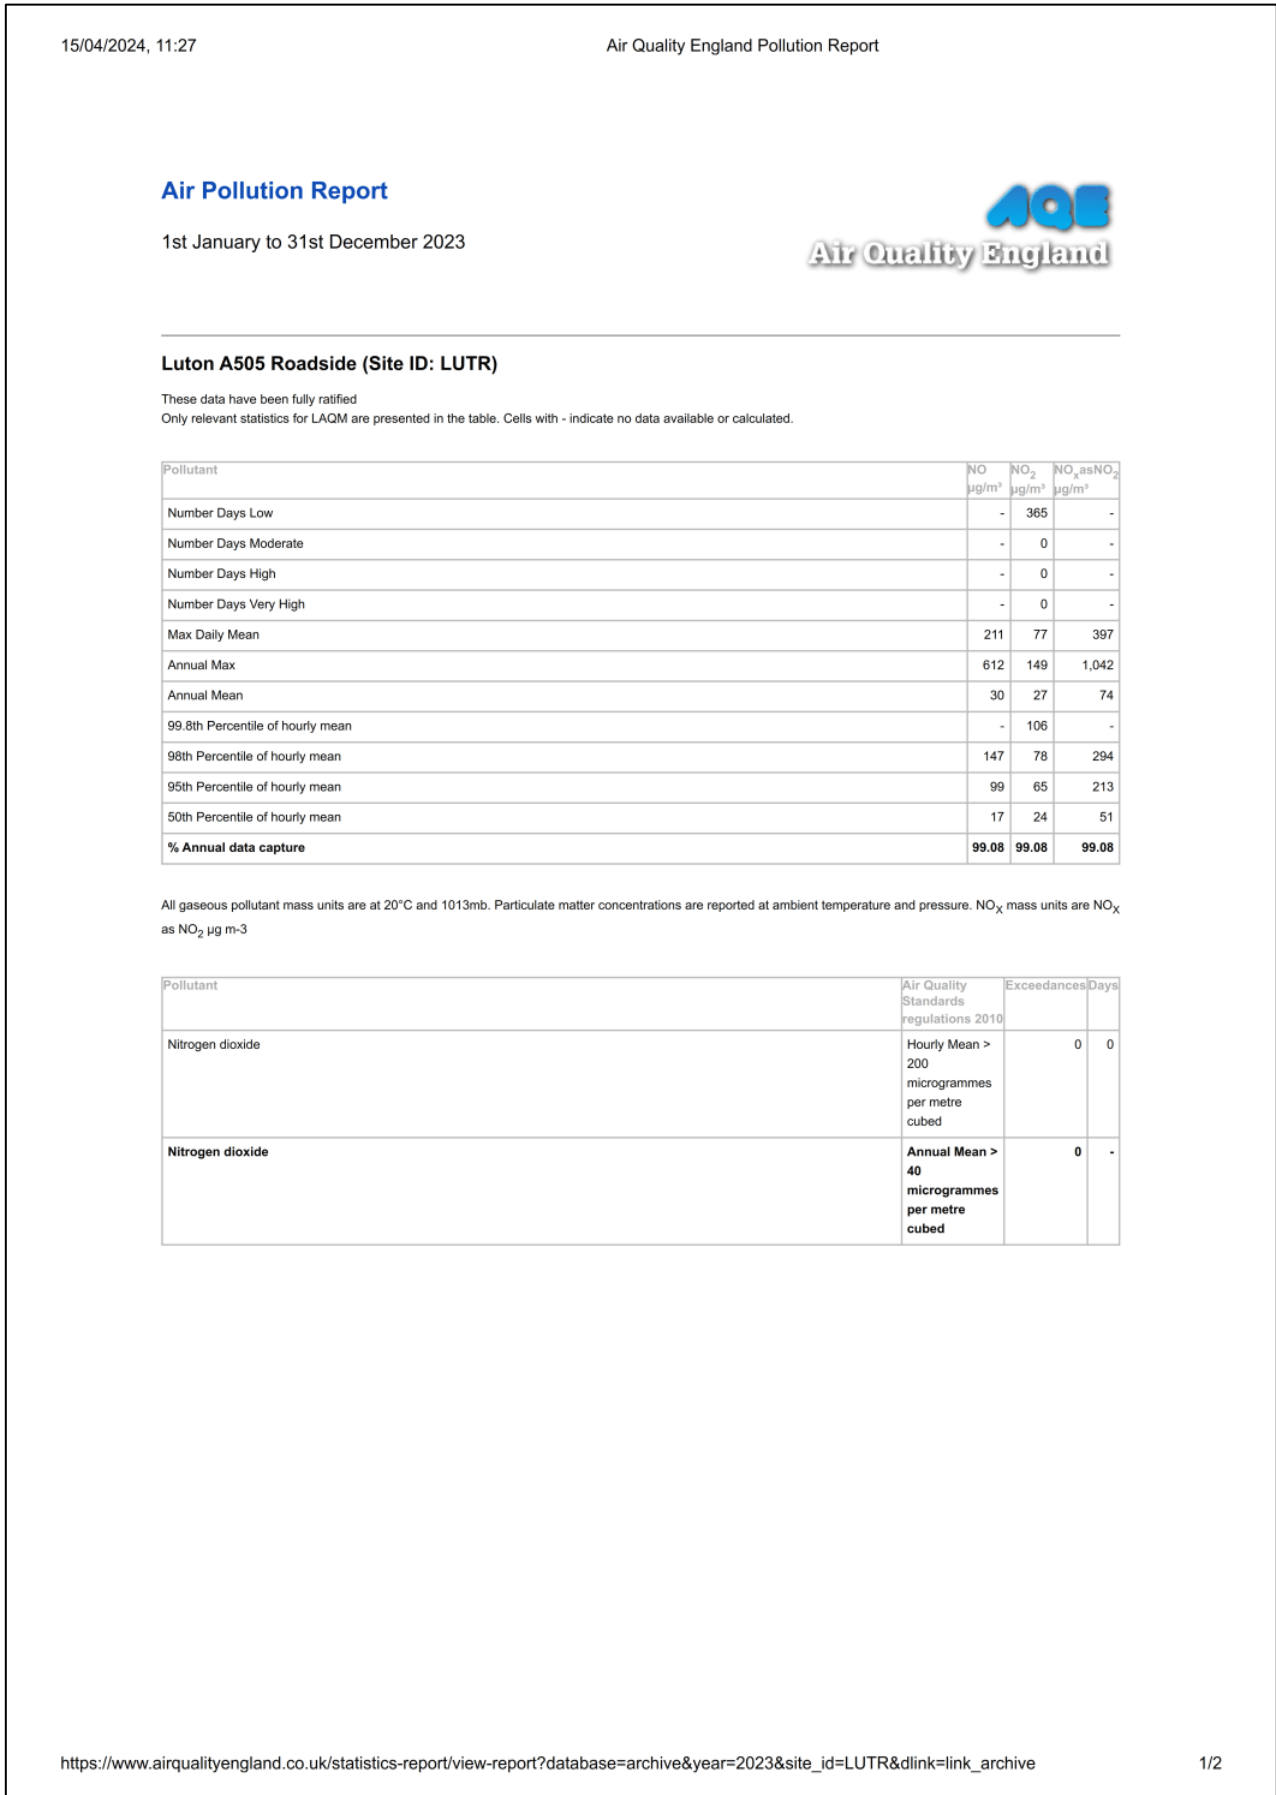 15/04/2024, 11:27 Air Quality England Pollution Report
Air Pollution Report
1st January to 31st December 2023
AQE
Air Quality England
Luton A505 Roadside (Site ID: LUTR)
These data have been fully ratified
Only relevant statistics for LAQM are presented in the table. Cells with - indicate no data available or calculated.
Pollutant NO µg/m³ NO₂ µg/m³ NOₓasNO₂ µg/m³
Number Days Low - 365 -
Number Days Moderate - 0 -
Number Days High - 0 -
Number Days Very High - 0 -
Max Daily Mean 211 77 397
Annual Max 612 149 1,042
Annual Mean 30 27 74
99.8th Percentile of hourly mean - 106 -
98th Percentile of hourly mean 147 78 294
95th Percentile of hourly mean 99 65 213
50th Percentile of hourly mean 17 24 51
% Annual data capture 99.08 99.08 99.08
All gaseous pollutant mass units are at 20°C and 1013mb. Particulate matter concentrations are reported at ambient temperature and pressure. NOX mass units are NOX
as NO₂ µg m-3
Pollutant Air Quality Exceedances Days
Standards
regulations 2010
Nitrogen dioxide Hourly Mean > 0 0
200
microgrammes
per metre
cubed
Nitrogen dioxide Annual Mean > 0 -
40
microgrammes
per metre
cubed
https://www.airqualityengland.co.uk/statistics-report/view-report?database=archive&year=2023&site_id=LUTR&dlink=link_archive 1/2